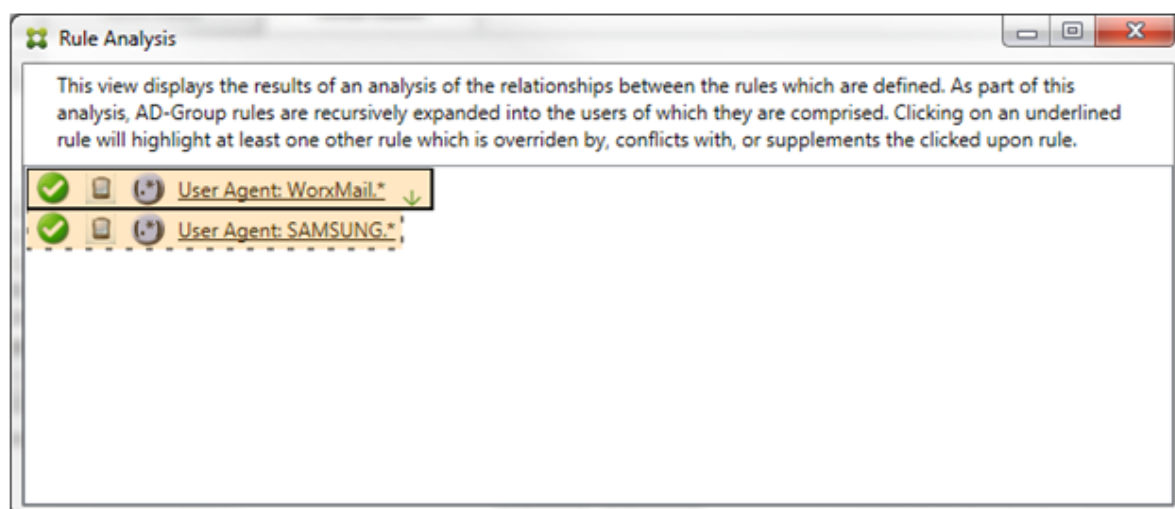 Rule Analysis
This view displays the results of an analysis of the relationships between the rules which are defined. As part of this
analysis, AD-Group rules are recursively expanded into the users of which they are comprised. Clicking on an underlined
rule will highlight at least one other rule which is overriden by, conflicts with, or supplements the clicked upon rule.
(.*) User Agent: WorxMail.*
(.*) User Agent: SAMSUNG.*